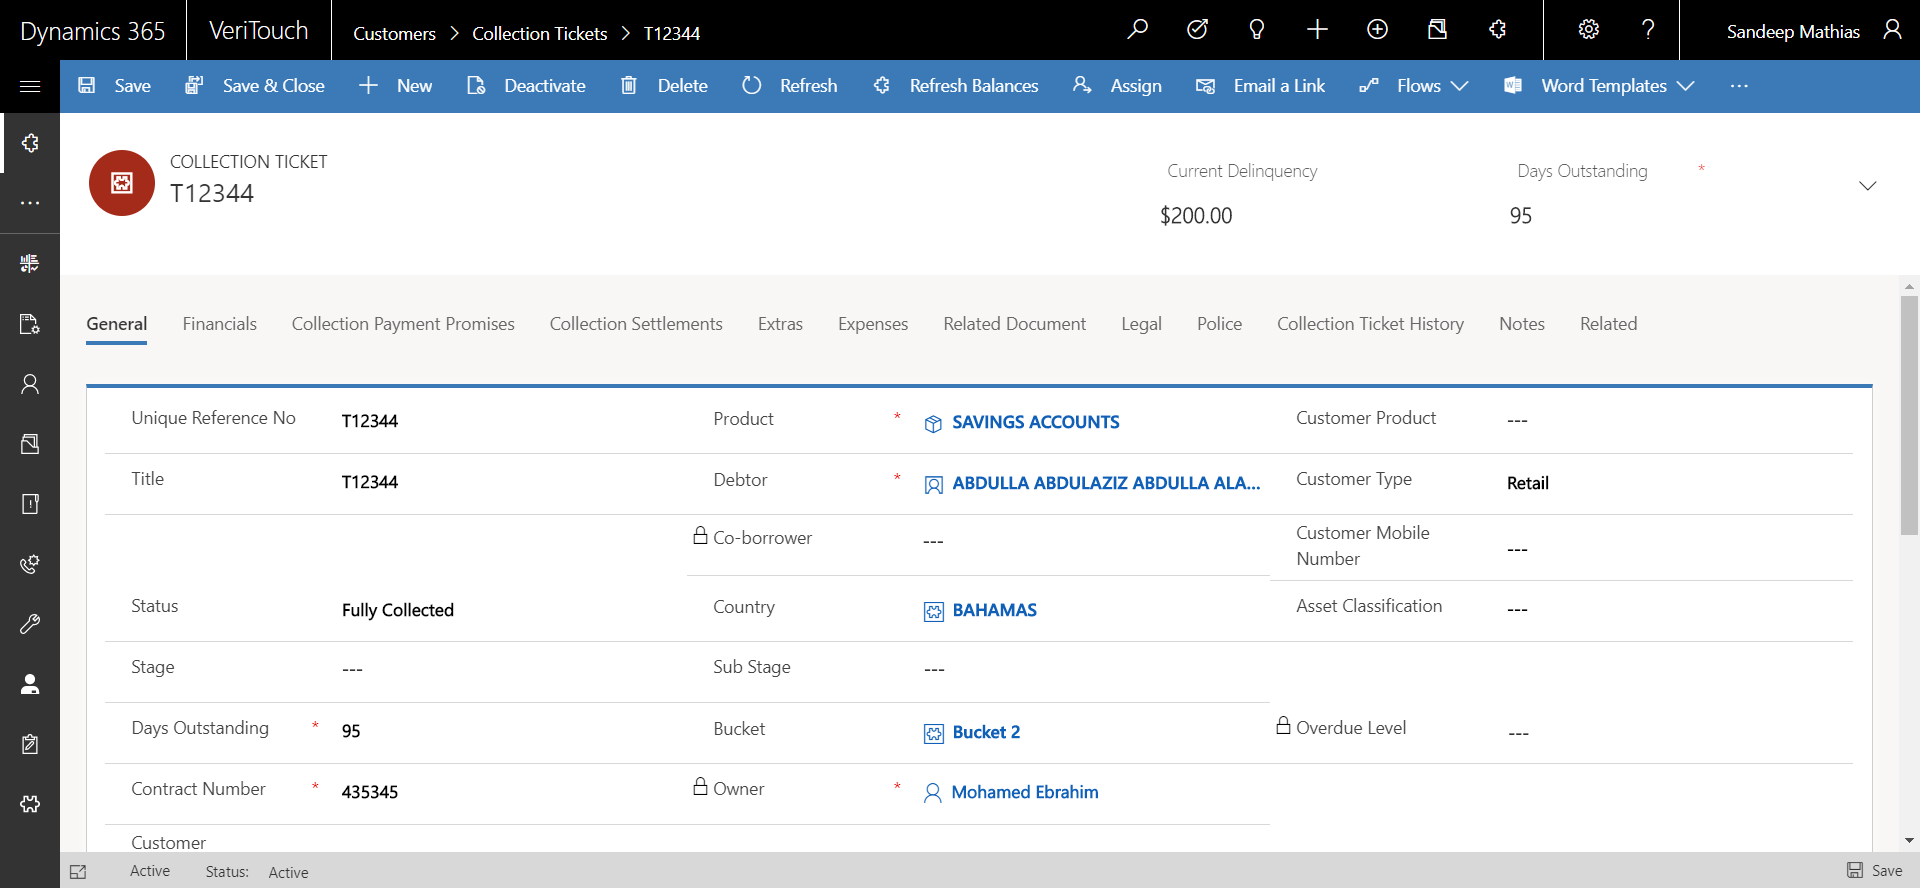 Dynamics 365 VeriTouch Customers > Collection Tickets > T12344 Sandeep Mathias
Save Save & Close New Deactivate Delete Refresh Refresh Balances Assign Email a Link Flows Word Templates ...
COLLECTION TICKET
T12344
Current Delinquency Days Outstanding *
$200.00 95
General Financials Collection Payment Promises Collection Settlements Extras Expenses Related Document Legal Police Collection Ticket History Notes Related
Unique Reference No T12344 Product * SAVINGS ACCOUNTS Customer Product ---
Title T12344 Debtor * ABDULLA ABDULAZIZ ABDULLA ALA... Customer Type Retail
Co-borrower --- Customer Mobile
Number ---
Status Fully Collected Country BAHAMAS Asset Classification ---
Stage --- Sub Stage ---
Days Outstanding * 95 Bucket Bucket 2 Overdue Level ---
Contract Number * 435345 Owner * Mohamed Ebrahim
Customer
Active Status: Active Save